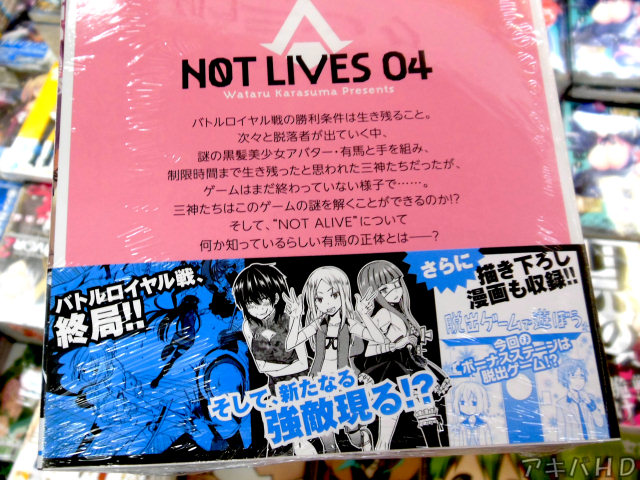 NOT LIVES 04
Wataru Karasuma Presents
バトルロイヤル戦の勝利条件は生き残ること。
次々と脱落者が出ていく中、
謎の黒髪美少女アバター・有馬と手を組み、
制限時間まで生き残ったと思われた三神たちだったが、
ゲームはまだ終わっていない様子で……。
三神たちはこのゲームの謎を解くことができるのか!?
そして、“NOT ALIVE”について
何か知っているらしい有馬の正体とは──?
バトルロイヤル戦、
終局!!
そして、新たなる
強敵現る!?
さらに
描き下ろし
漫画も収録!!
脱出ゲームで遊ぼう。
今回の
ボーナスステージは、
脱出ゲーム!?
アキバHD